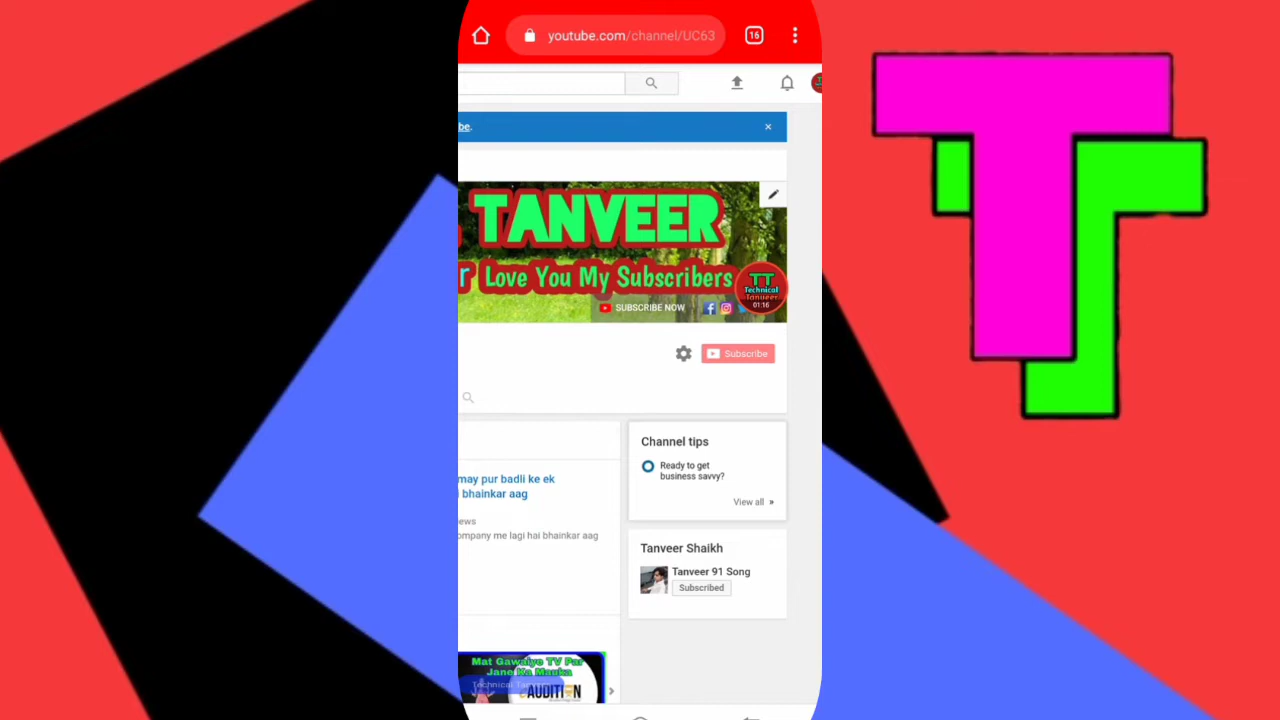 youtube.com/channel/UC63
16
be.
TANVEER
r Love You My Subscribers
TT
Technical
Tanveer
01:16
SUBSCRIBE NOW
Subscribe
Channel tips
Ready to get
business savvy?
View all »
may pur badli ke ek
i bhainkar aag
ews
ompany me lagi hai bhainkar aag
Tanveer Shaikh
Tanveer 91 Song
Subscribed
Mat Gawaiye TV Par
Jane Ka Mauka
AUDITION
T
T